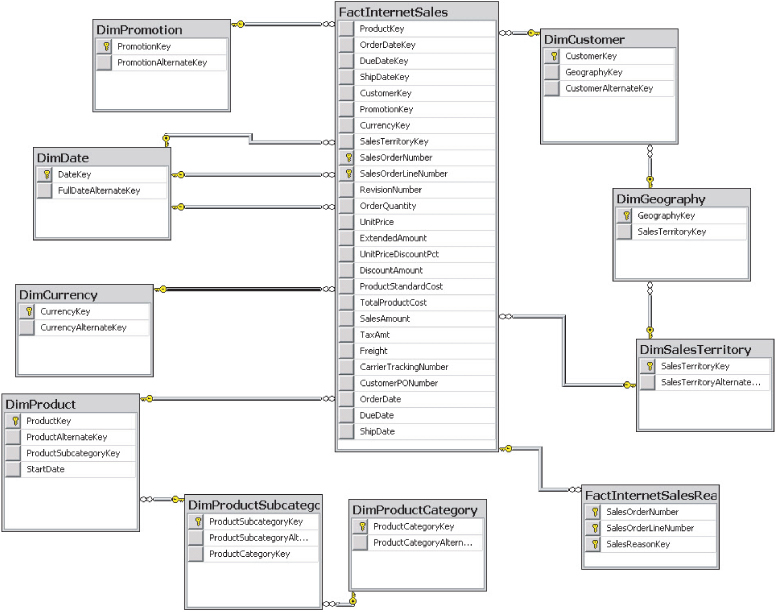 DimPromotion
PromotionKey
PromotionAlternateKey
DimDate
DateKey
FullDateAlternateKey
DimCurrency
CurrencyKey
CurrencyAlternateKey
DimProduct
ProductKey
ProductAlternateKey
ProductSubcategoryKey
StartDate
DimProductSubcatego
ProductSubcategoryKey
ProductSubcategoryAlt...
ProductCategoryKey
DimProductCategory
ProductCategoryKey
ProductCategoryAltern...
FactInternetSales
ProductKey
OrderDateKey
DueDateKey
ShipDateKey
CustomerKey
PromotionKey
CurrencyKey
SalesTerritoryKey
SalesOrderNumber
SalesOrderLineNumber
RevisionNumber
OrderQuantity
UnitPrice
ExtendedAmount
UnitPriceDiscountPct
DiscountAmount
ProductStandardCost
TotalProductCost
SalesAmount
TaxAmt
Freight
CarrierTrackingNumber
CustomerPONumber
OrderDate
DueDate
ShipDate
DimCustomer
CustomerKey
GeographyKey
CustomerAlternateKey
DimGeography
GeographyKey
SalesTerritoryKey
DimSalesTerritory
SalesTerritoryKey
SalesTerritoryAlternate...
FactInternetSalesRea
SalesOrderNumber
SalesOrderLineNumber
SalesReasonKey